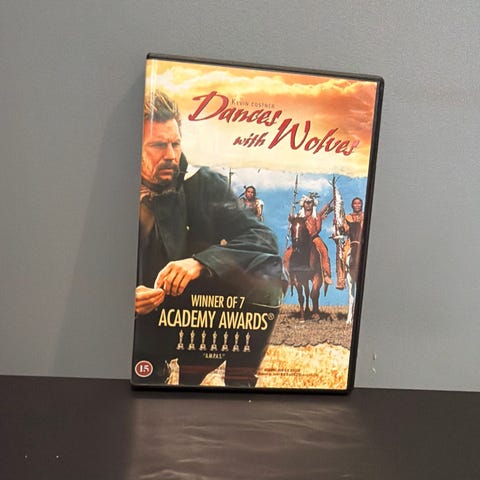 KEVIN COSTNER
Dances
with Wolves
WINNER OF 7
ACADEMY AWARDS®
"A.M.P.A.S."
15